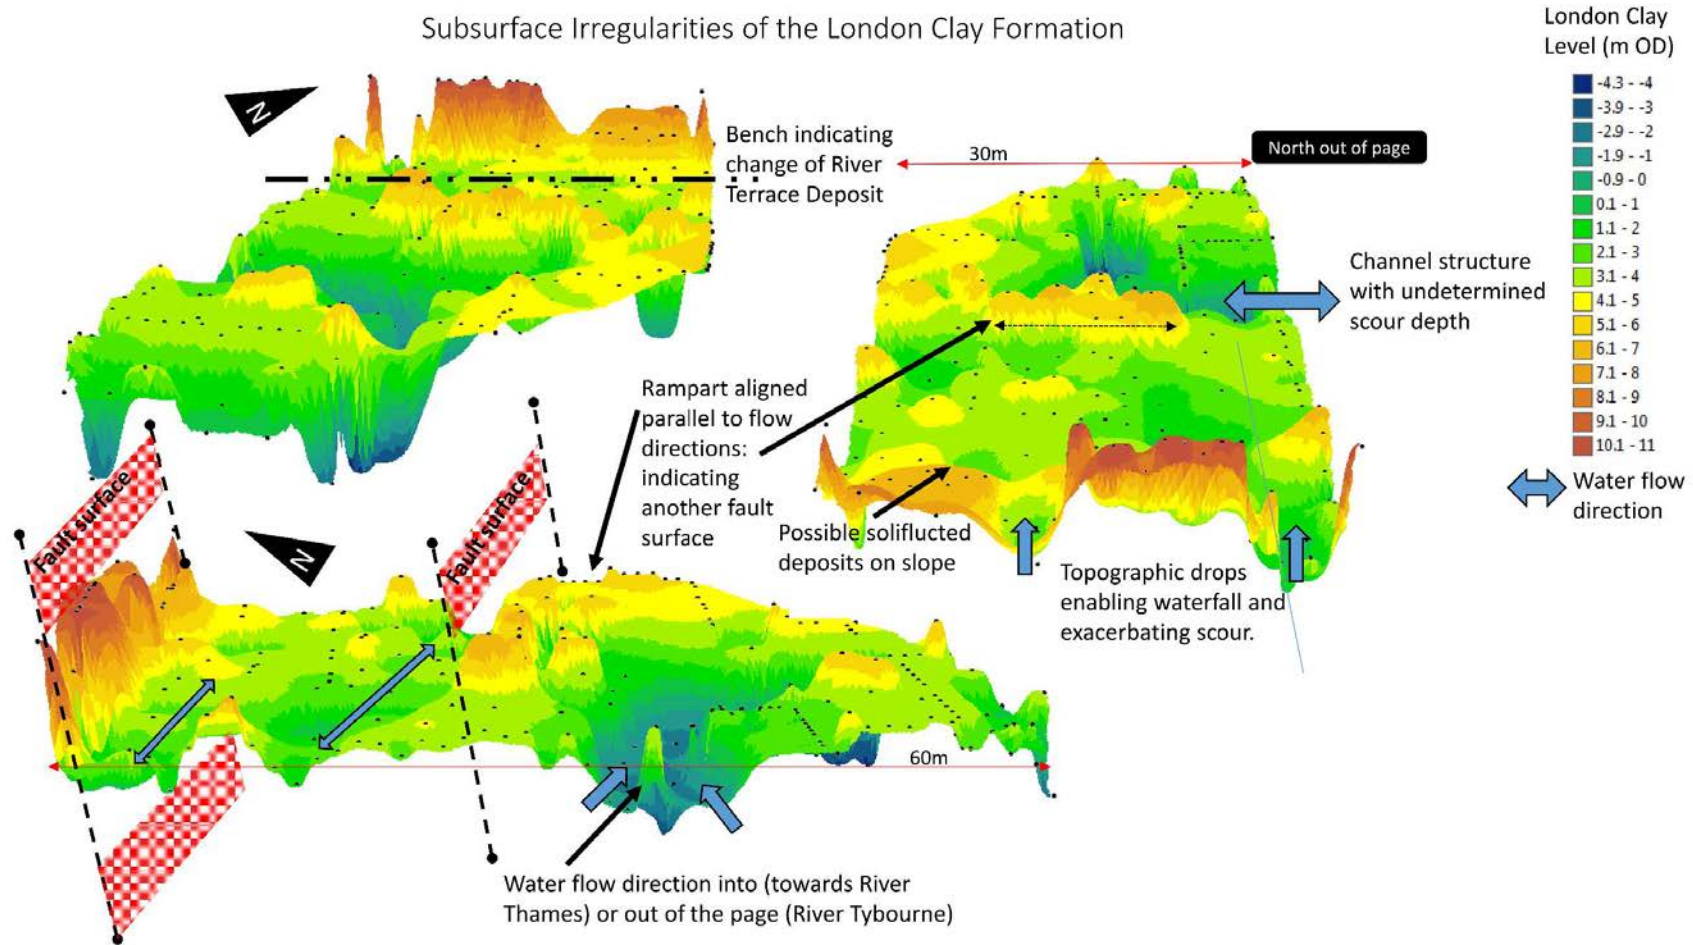 Subsurface Irregularities of the London Clay Formation
London Clay
Level (m OD)
-4.3 - -4
-3.9 - -3
-2.9 - -2
-1.9 - -1
-0.9 - 0
0.1 - 1
1.1 - 2
2.1 - 3
3.1 - 4
4.1 - 5
5.1 - 6
6.1 - 7
7.1 - 8
8.1 - 9
9.1 - 10
10.1 - 11
Water flow
direction
N
Bench indicating
change of River
Terrace Deposit
30m
North out of page
Channel structure
with undetermined
scour depth
Rampart aligned
parallel to flow
directions:
indicating
another fault
surface
Possible soliflucted
deposits on slope
Topographic drops
enabling waterfall and
exacerbating scour.
Fault surface
Fault surface
N
60m
Water flow direction into (towards River
Thames) or out of the page (River Tybourne)